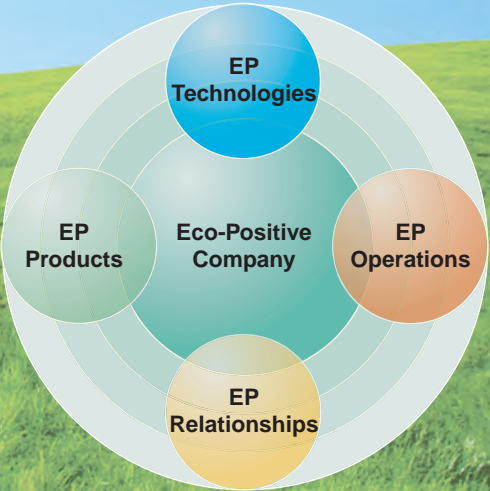 EP
Technologies
EP
Products
Eco-Positive
Company
EP
Operations
EP
Relationships